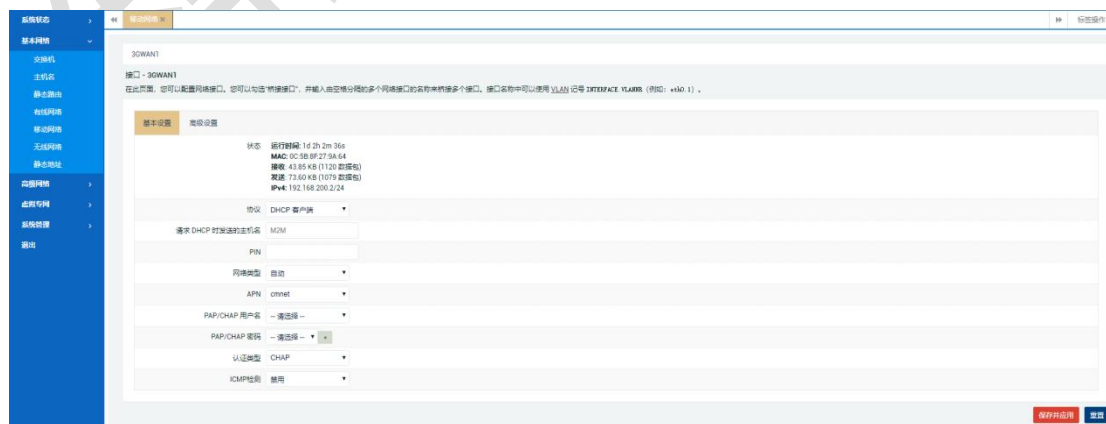 系统状态
基本网络
交换机
主机名
静态路由
有线网络
移动网络
无线网络
静态地址
高级网络
虚拟专网
系统管理
退出
移动网络
标签操作
3GWAN1
接口 - 3GWAN1
在此页面，您可以配置网络接口。您可以勾选“桥接接口”，并输入由空格分隔的多个网络接口的名称来桥接多个接口。接口名称中可以使用 VLAN 记号 INTERFACE.VLANNR（例如：eth0.1）。
基本设置 高级设置
状态 运行时间: 1d 2h 2m 36s
MAC: 0C:5B:8F:27:9A:64
接收: 43.85 KB (1120 数据包)
发送: 73.60 KB (1079 数据包)
IPv4: 192.168.200.2/24
协议 DHCP 客户端
请求 DHCP 时发送的主机名 M2M
PIN
网络类型 自动
APN cmnet
PAP/CHAP 用户名 -- 请选择 --
PAP/CHAP 密码 -- 请选择 --
认证类型 CHAP
ICMP检测 禁用
保存并应用 重置